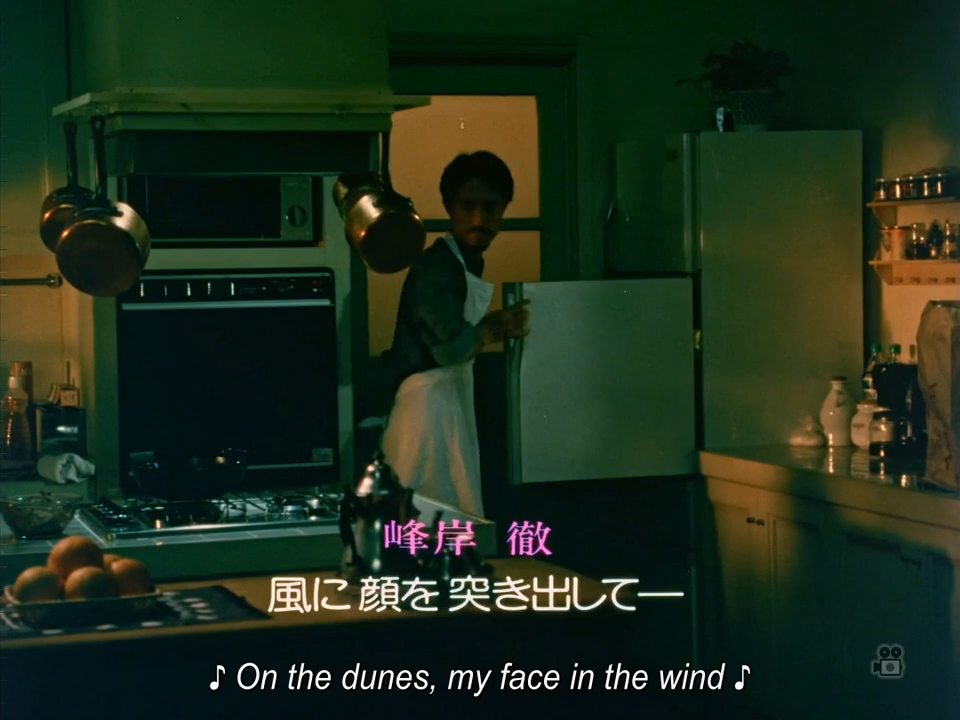 峰岸 徹
風に 顔を 突き出して―
♪ On the dunes, my face in the wind ♪